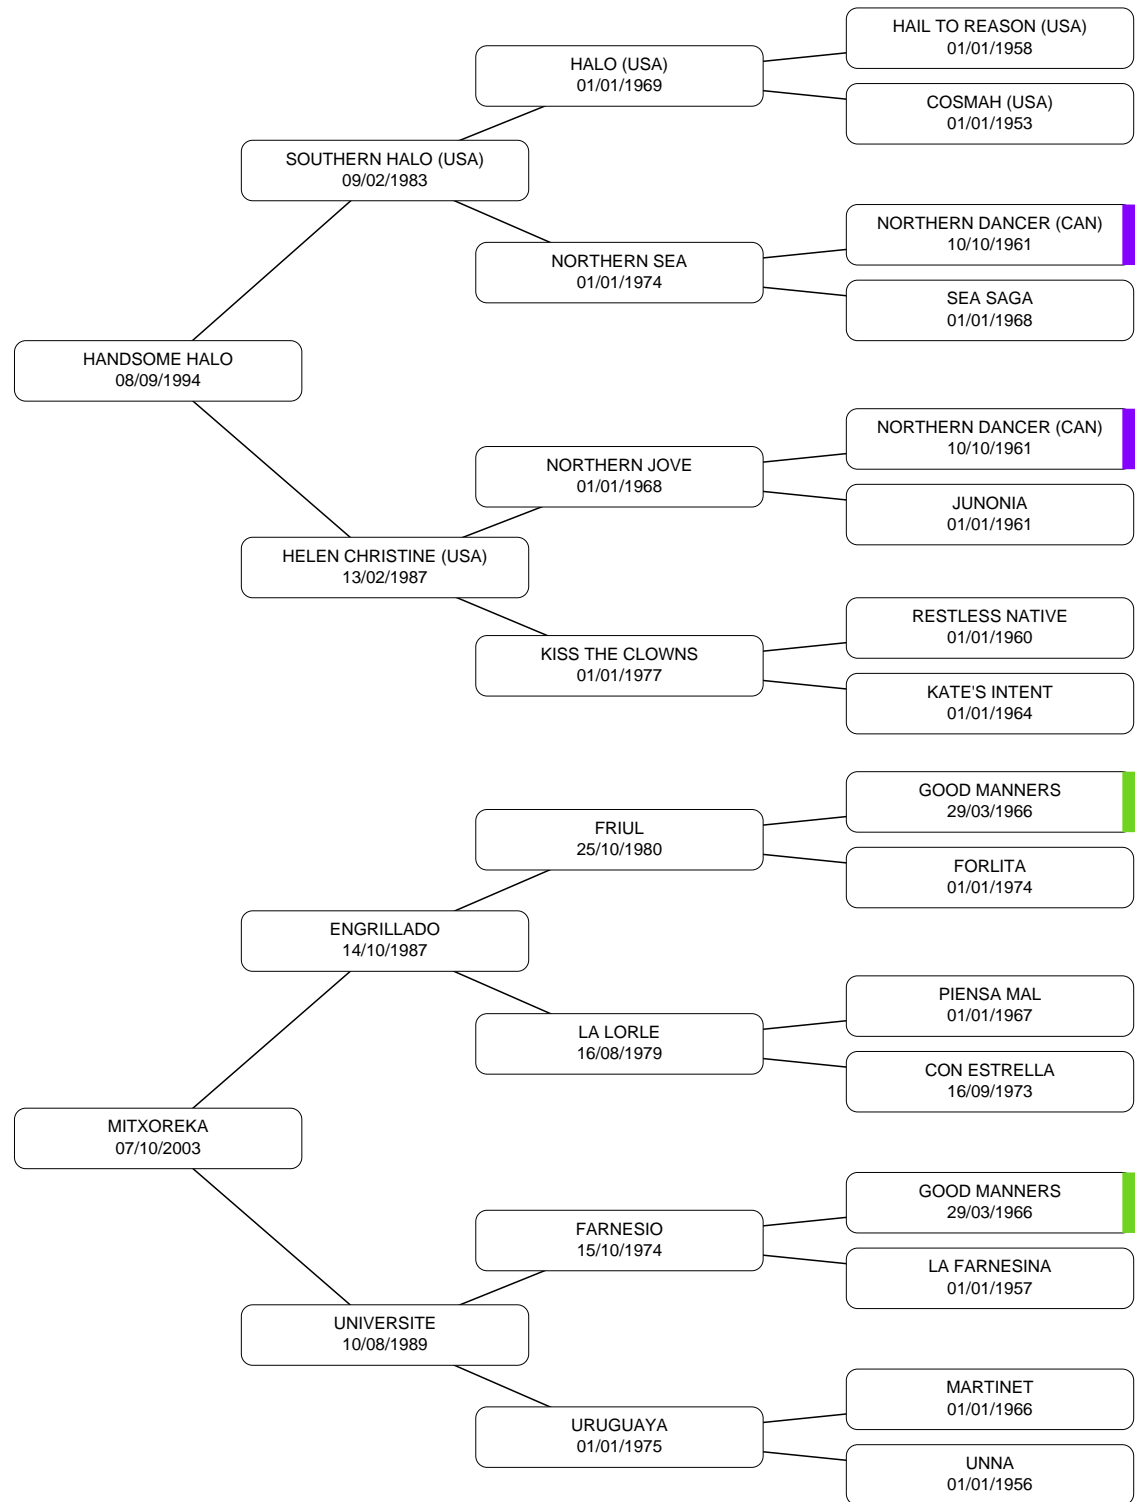 HAIL TO REASON (USA)
01/01/1958
HALO (USA)
01/01/1969
COSMAH (USA)
01/01/1953
SOUTHERN HALO (USA)
09/02/1983
NORTHERN DANCER (CAN)
10/10/1961
NORTHERN SEA
01/01/1974
SEA SAGA
01/01/1968
HANDSOME HALO
08/09/1994
NORTHERN DANCER (CAN)
10/10/1961
NORTHERN JOVE
01/01/1968
JUNONIA
01/01/1961
HELEN CHRISTINE (USA)
13/02/1987
RESTLESS NATIVE
01/01/1960
KISS THE CLOWNS
01/01/1977
KATE'S INTENT
01/01/1964
GOOD MANNERS
29/03/1966
FRIUL
25/10/1980
FORLITA
01/01/1974
ENGRILLADO
14/10/1987
PIENSA MAL
01/01/1967
LA LORLE
16/08/1979
CON ESTRELLA
16/09/1973
MITXOREKA
07/10/2003
GOOD MANNERS
29/03/1966
FARNESIO
15/10/1974
LA FARNESINA
01/01/1957
UNIVERSITE
10/08/1989
MARTINET
01/01/1966
URUGUAYA
01/01/1975
UNNA
01/01/1956